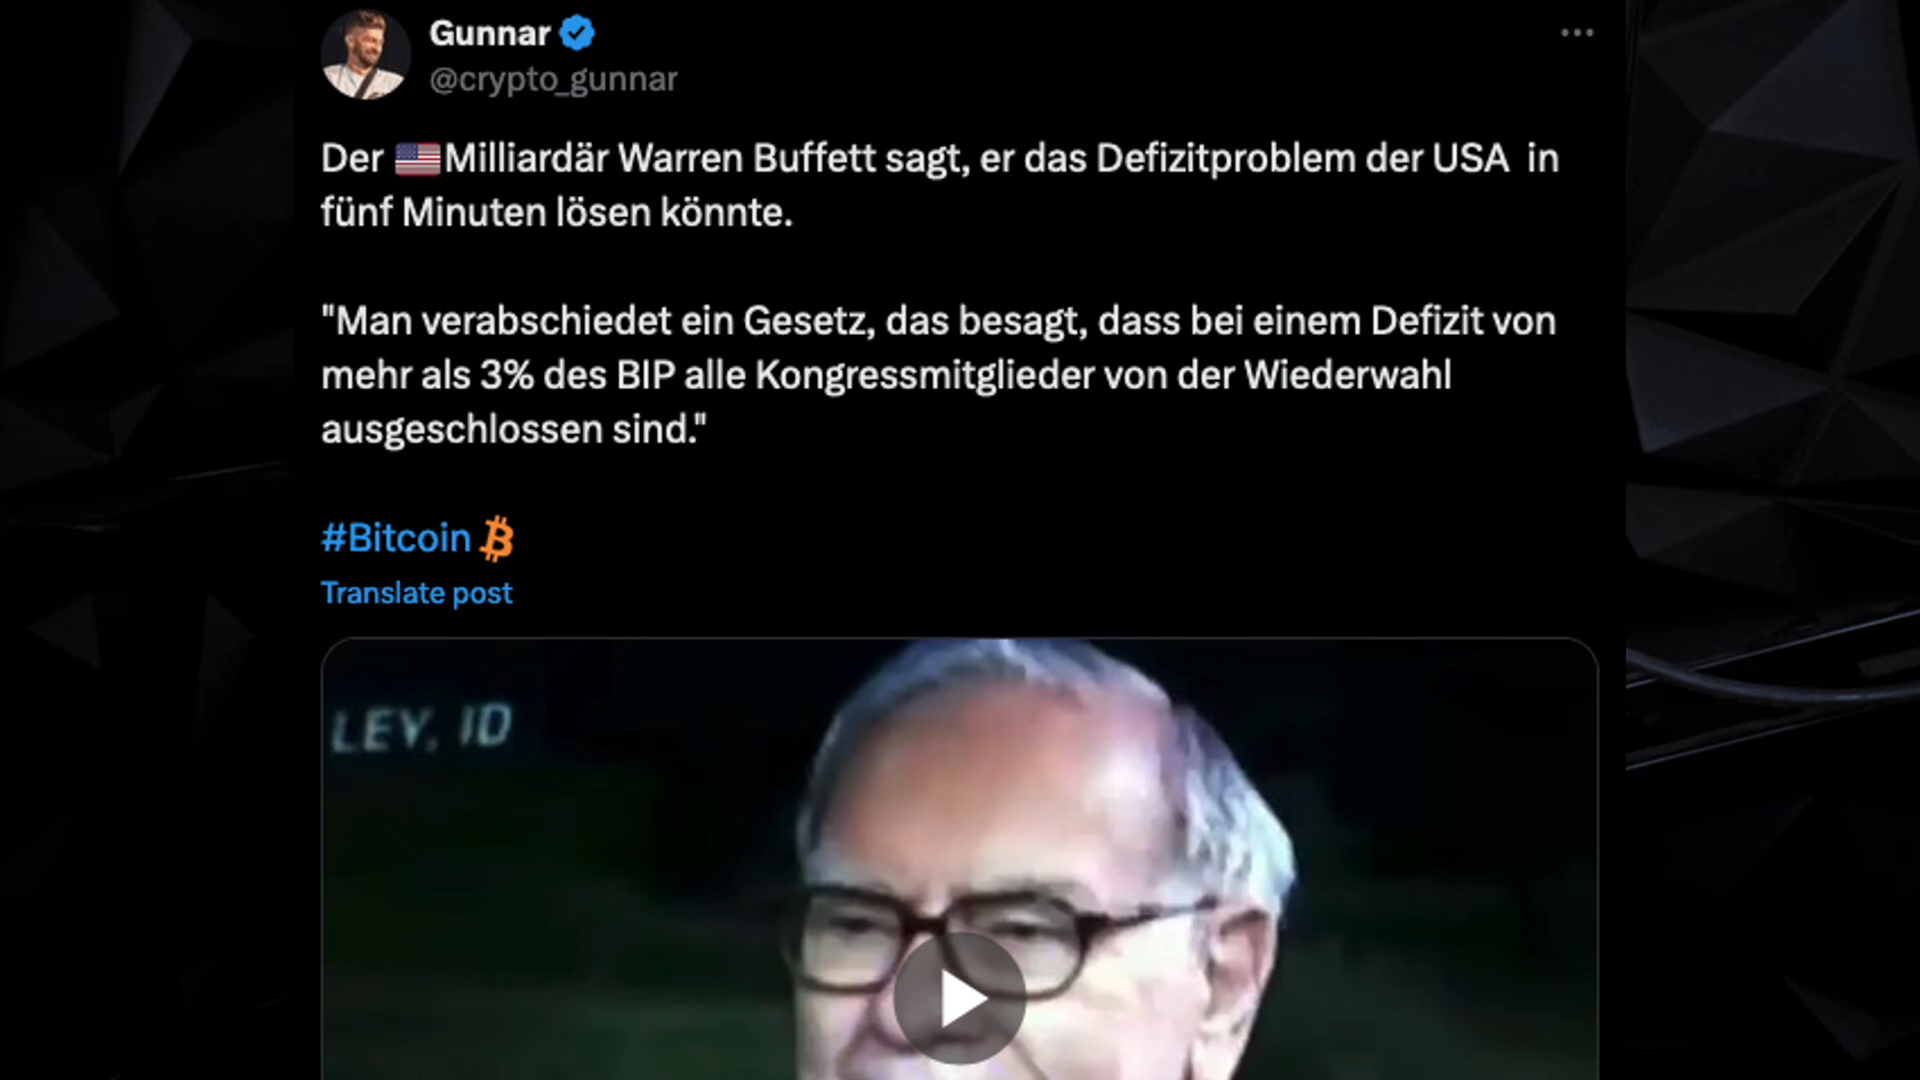 Gunnar
@crypto_gunnar
Der 🇺🇸Milliardär Warren Buffett sagt, er das Defizitproblem der USA  in
fünf Minuten lösen könnte.
"Man verabschiedet ein Gesetz, das besagt, dass bei einem Defizit von
mehr als 3% des BIP alle Kongressmitglieder von der Wiederwahl
ausgeschlossen sind."
#Bitcoin
Translate post
LEY, ID